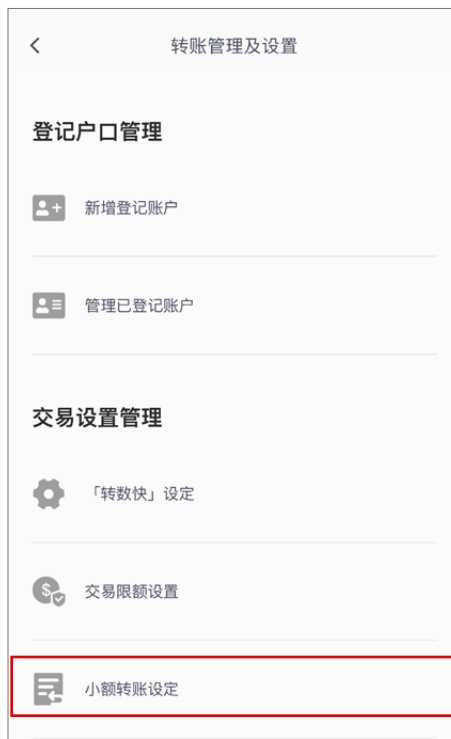 转账管理及设置
登记户口管理
新增登记账户
管理已登记账户
交易设置管理
「转数快」设定
交易限额设置
小额转账设定